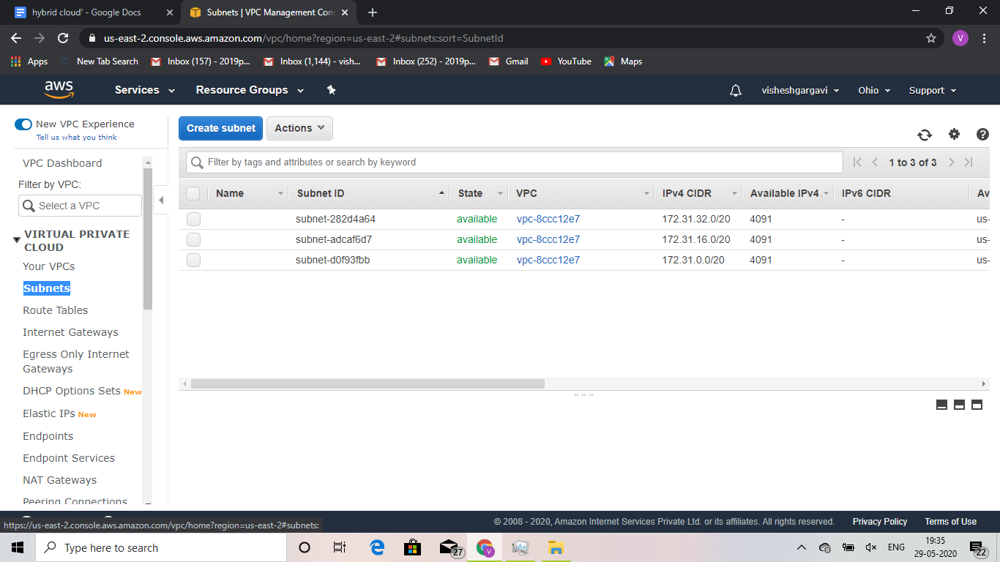 hybrid cloud' - Google Docs
Subnets | VPC Management Con
us-east-2.console.aws.amazon.com/vpc/home?region=us-east-2#subnets:sort=SubnetId
V
Apps New Tab Search Inbox (157) - 2019p... Inbox (1,144) - vish... Inbox (252) - 2019p... Gmail YouTube Maps
aws Services Resource Groups visheshgargavi Ohio Support
New VPC Experience
Tell us what you think
VPC Dashboard
Filter by VPC:
Select a VPC
VIRTUAL PRIVATE
CLOUD
Your VPCs
Subnets
Route Tables
Internet Gateways
Egress Only Internet
Gateways
DHCP Options Sets New
Elastic IPs New
Endpoints
Endpoint Services
NAT Gateways
Peering Connections
Create subnet Actions
Filter by tags and attributes or search by keyword
1 to 3 of 3
Name Subnet ID State VPC IPv4 CIDR Available IPv4 IPv6 CIDR Av
subnet-282d4a64 available vpc-8ccc12e7 172.31.32.0/20 4091 - us-
subnet-adcaf6d7 available vpc-8ccc12e7 172.31.16.0/20 4091 - us-
subnet-d0f93fbb available vpc-8ccc12e7 172.31.0.0/20 4091 - us-
https://us-east-2.console.aws.amazon.com/vpc/home?region=us-east-2#subnets:
© 2008 - 2020, Amazon Internet Services Private Ltd. or its affiliates. All rights reserved. Privacy Policy Terms of Use
Type here to search
27
V
ENG
19:35
29-05-2020
22